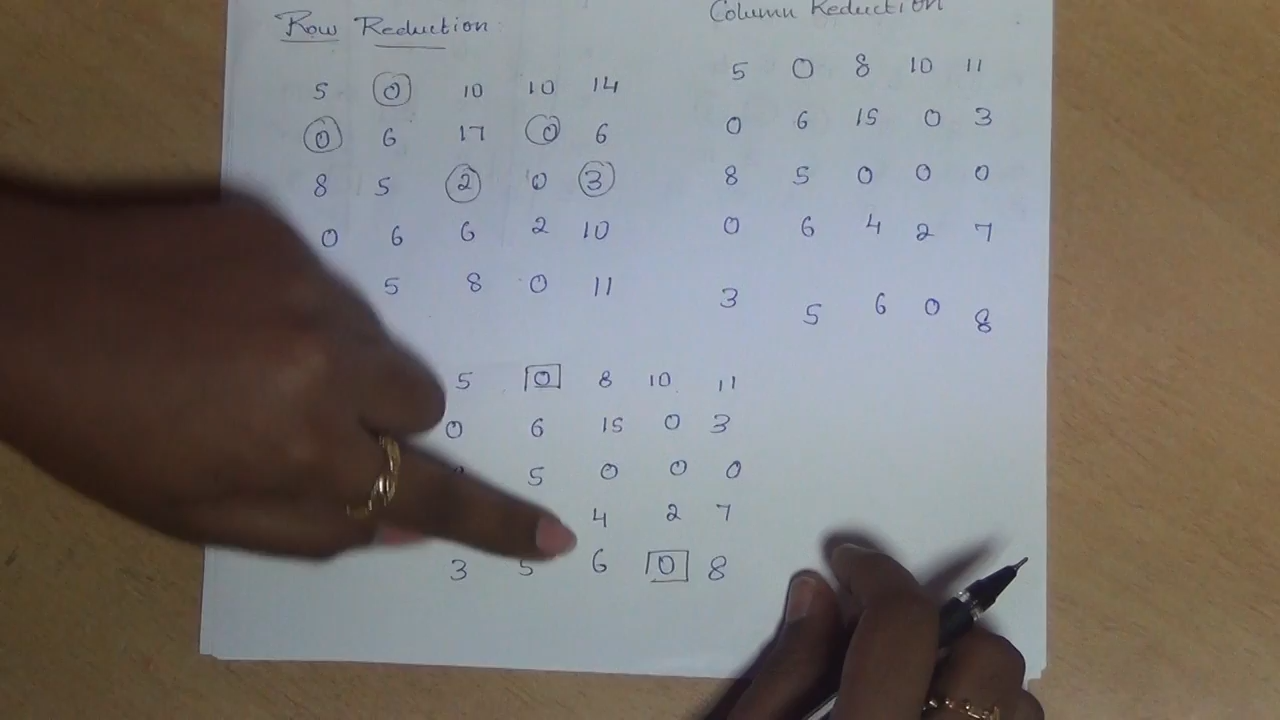 Row Reduction
5 0 10 10 14
0 6 17 0 6
8 5 2 0 3
0 6 6 2 10
5 8 0 11
Column Reduction
5 0 8 10 11
0 6 15 0 3
8 5 0 0 0
0 6 4 2 7
3 5 6 0 8
5 0 8 10 11
0 6 15 0 3
5 0 0 0
4 2 7
3 5 6 0 8